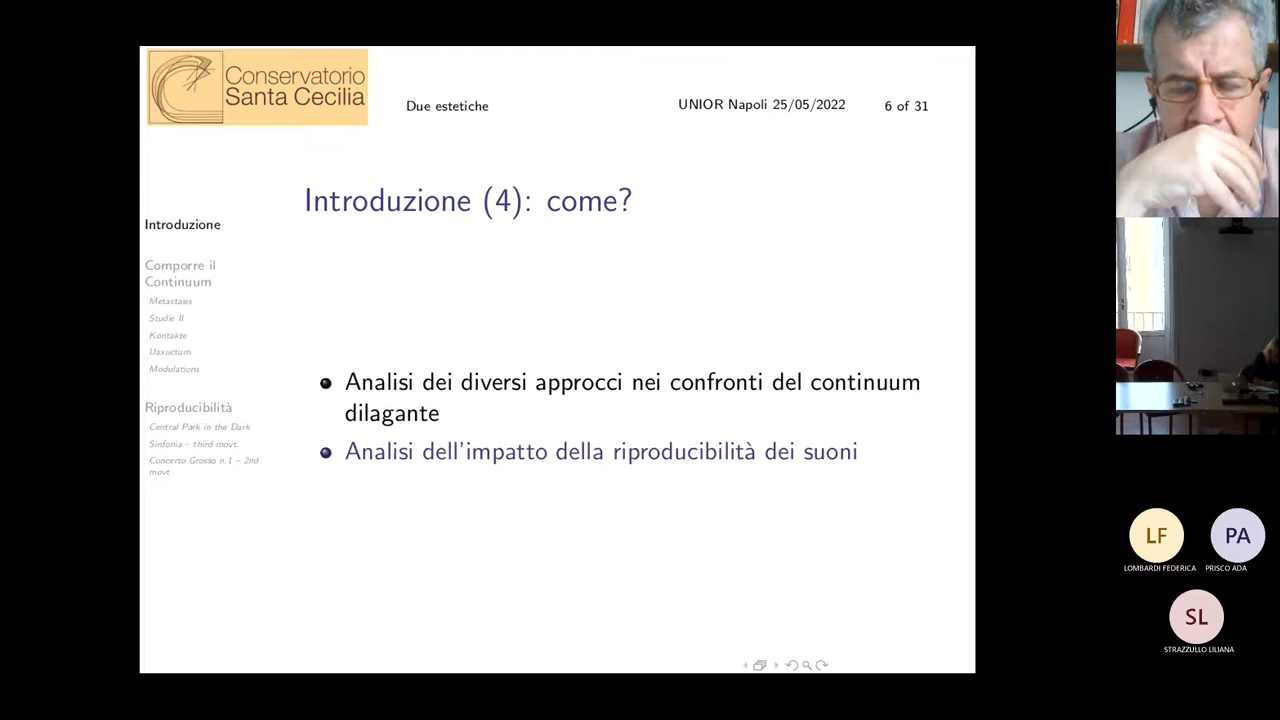 Conservatorio
Santa Cecilia
Due estetiche
UNIOR Napoli 25/05/2022
6 of 31
Introduzione (4): come?
Introduzione
Comporre il
Continuum
Metastasis
Studie II
Kontakte
Uaxuctum
Modulations
Riproducibilità
Central Park in the Dark
Sinfonia – third movt.
Concerto Grosso n.1 – 2nd
movt
Analisi dei diversi approcci nei confronti del continuum
dilagante
Analisi dell'impatto della riproducibilità dei suoni
LF
LOMBARDI FEDERICA
PA
PRISCO ADA
SL
STRAZZULLO LILIANA